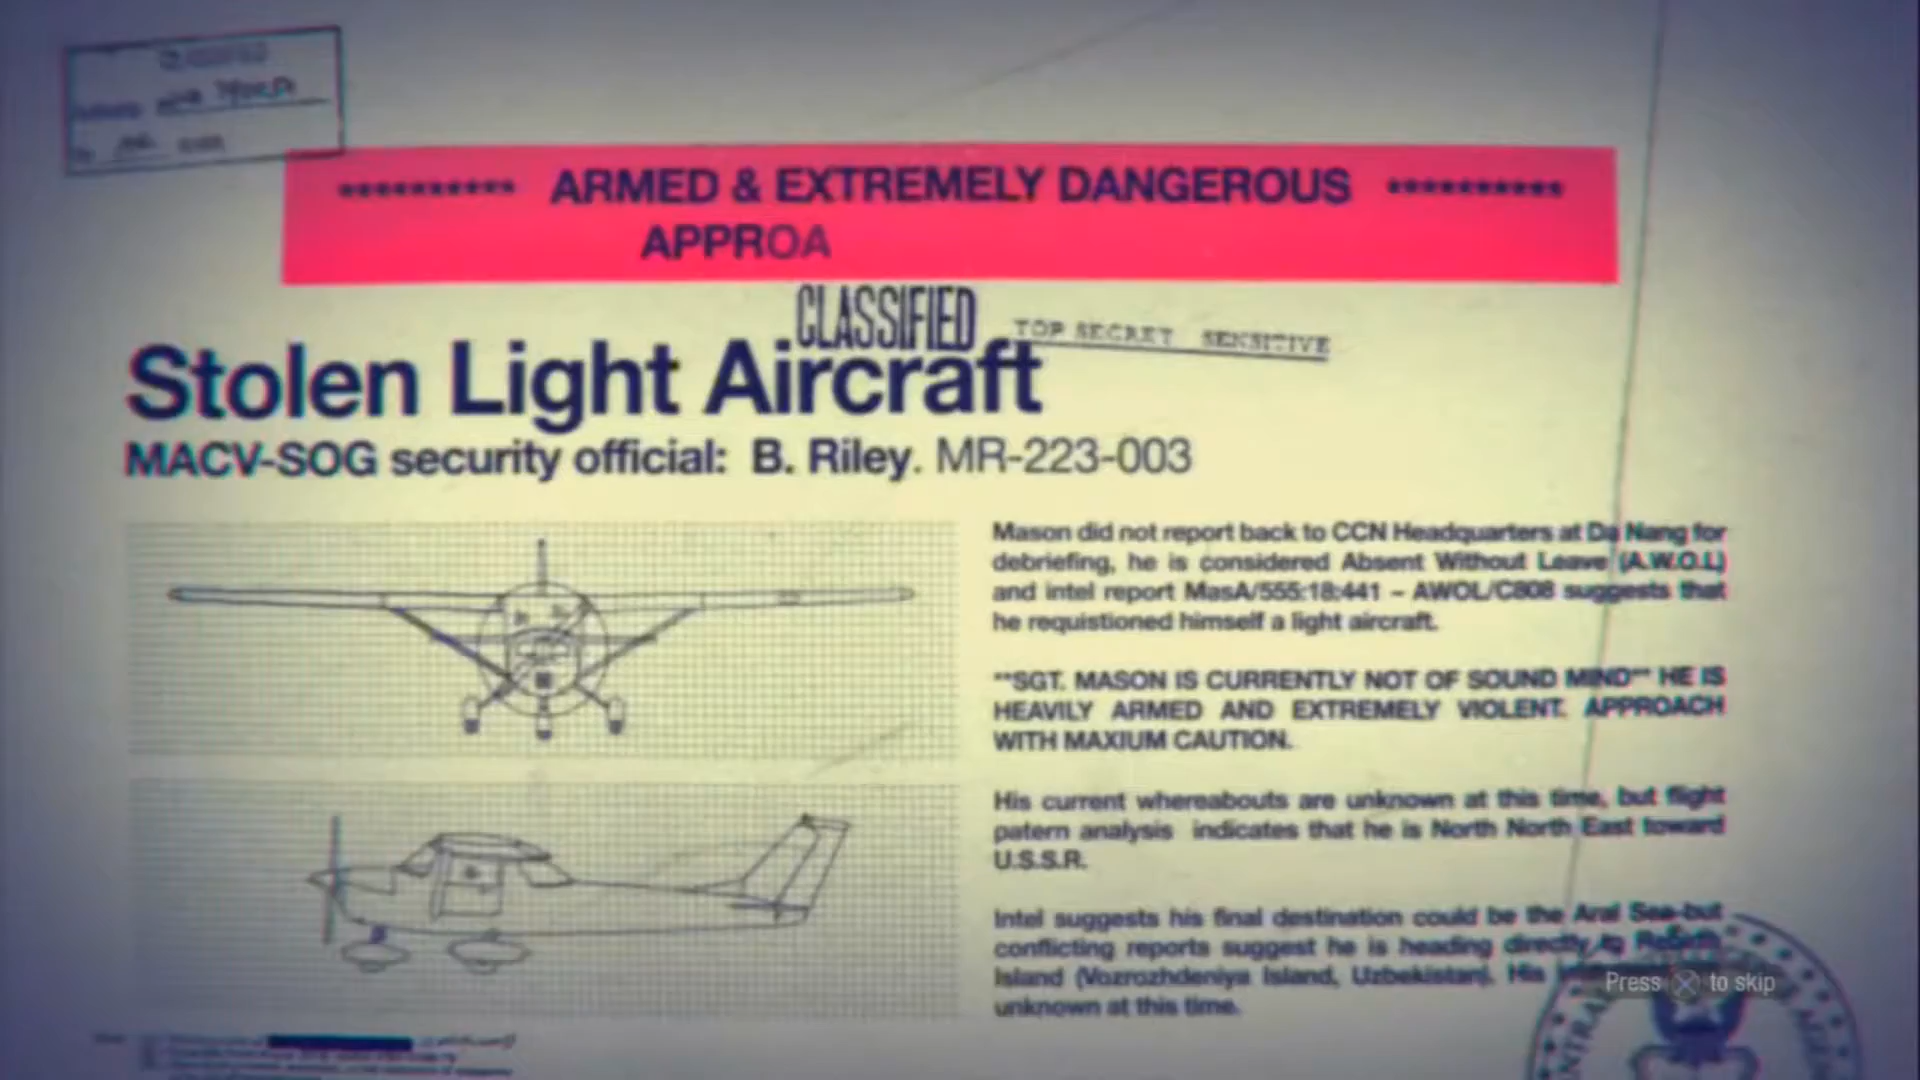 ********** ARMED & EXTREMELY DANGEROUS **********
APPROA
CLASSIFIED
TOP SECRET SENSITIVE
Stolen Light Aircraft
MACV-SOG security official: B. Riley. MR-223-003
Mason did not report back to CCN Headquarters at Da Nang for
debriefing, he is considered Absent Without Leave (A.W.O.L)
and intel report MasA/555:18:441 – AWOL/C808 suggests that
he requistioned himself a light aircraft.
**SGT. MASON IS CURRENTLY NOT OF SOUND MIND** HE IS
HEAVILY ARMED AND EXTREMELY VIOLENT. APPROACH
WITH MAXIUM CAUTION.
His current whereabouts are unknown at this time, but flight
patern analysis indicates that he is North North East toward
U.S.S.R.
Intel suggests his final destination could be the Aral Sea-but
conflicting reports suggest he is heading directly to Rebirth
Island (Vozrozhdeniya Island, Uzbekistan). His
unknown at this time.
Press X to skip